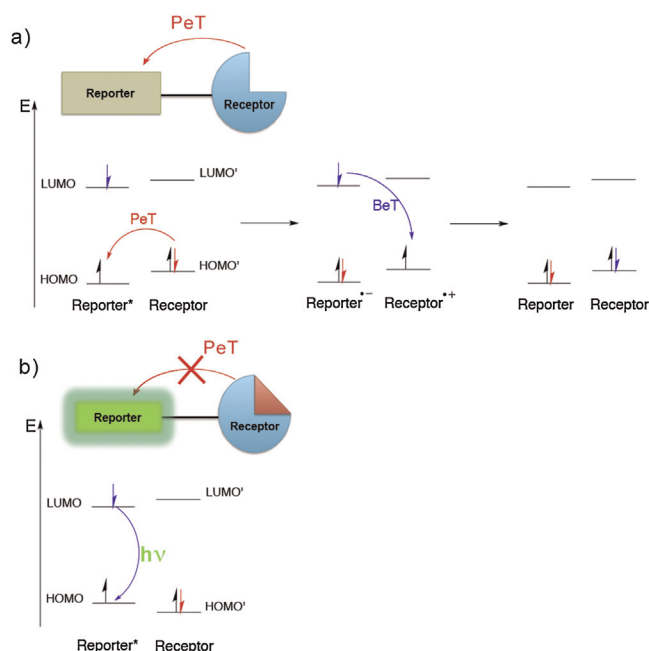 a)
PeT
Reporter
Receptor
E
LUMO
LUMO'
PeT
BeT
HOMO
HOMO'
Reporter*
Receptor
Reporter•−
Receptor•+
Reporter
Receptor
b)
PeT
Reporter
Receptor
E
LUMO
LUMO'
hν
HOMO
HOMO'
Reporter*
Receptor